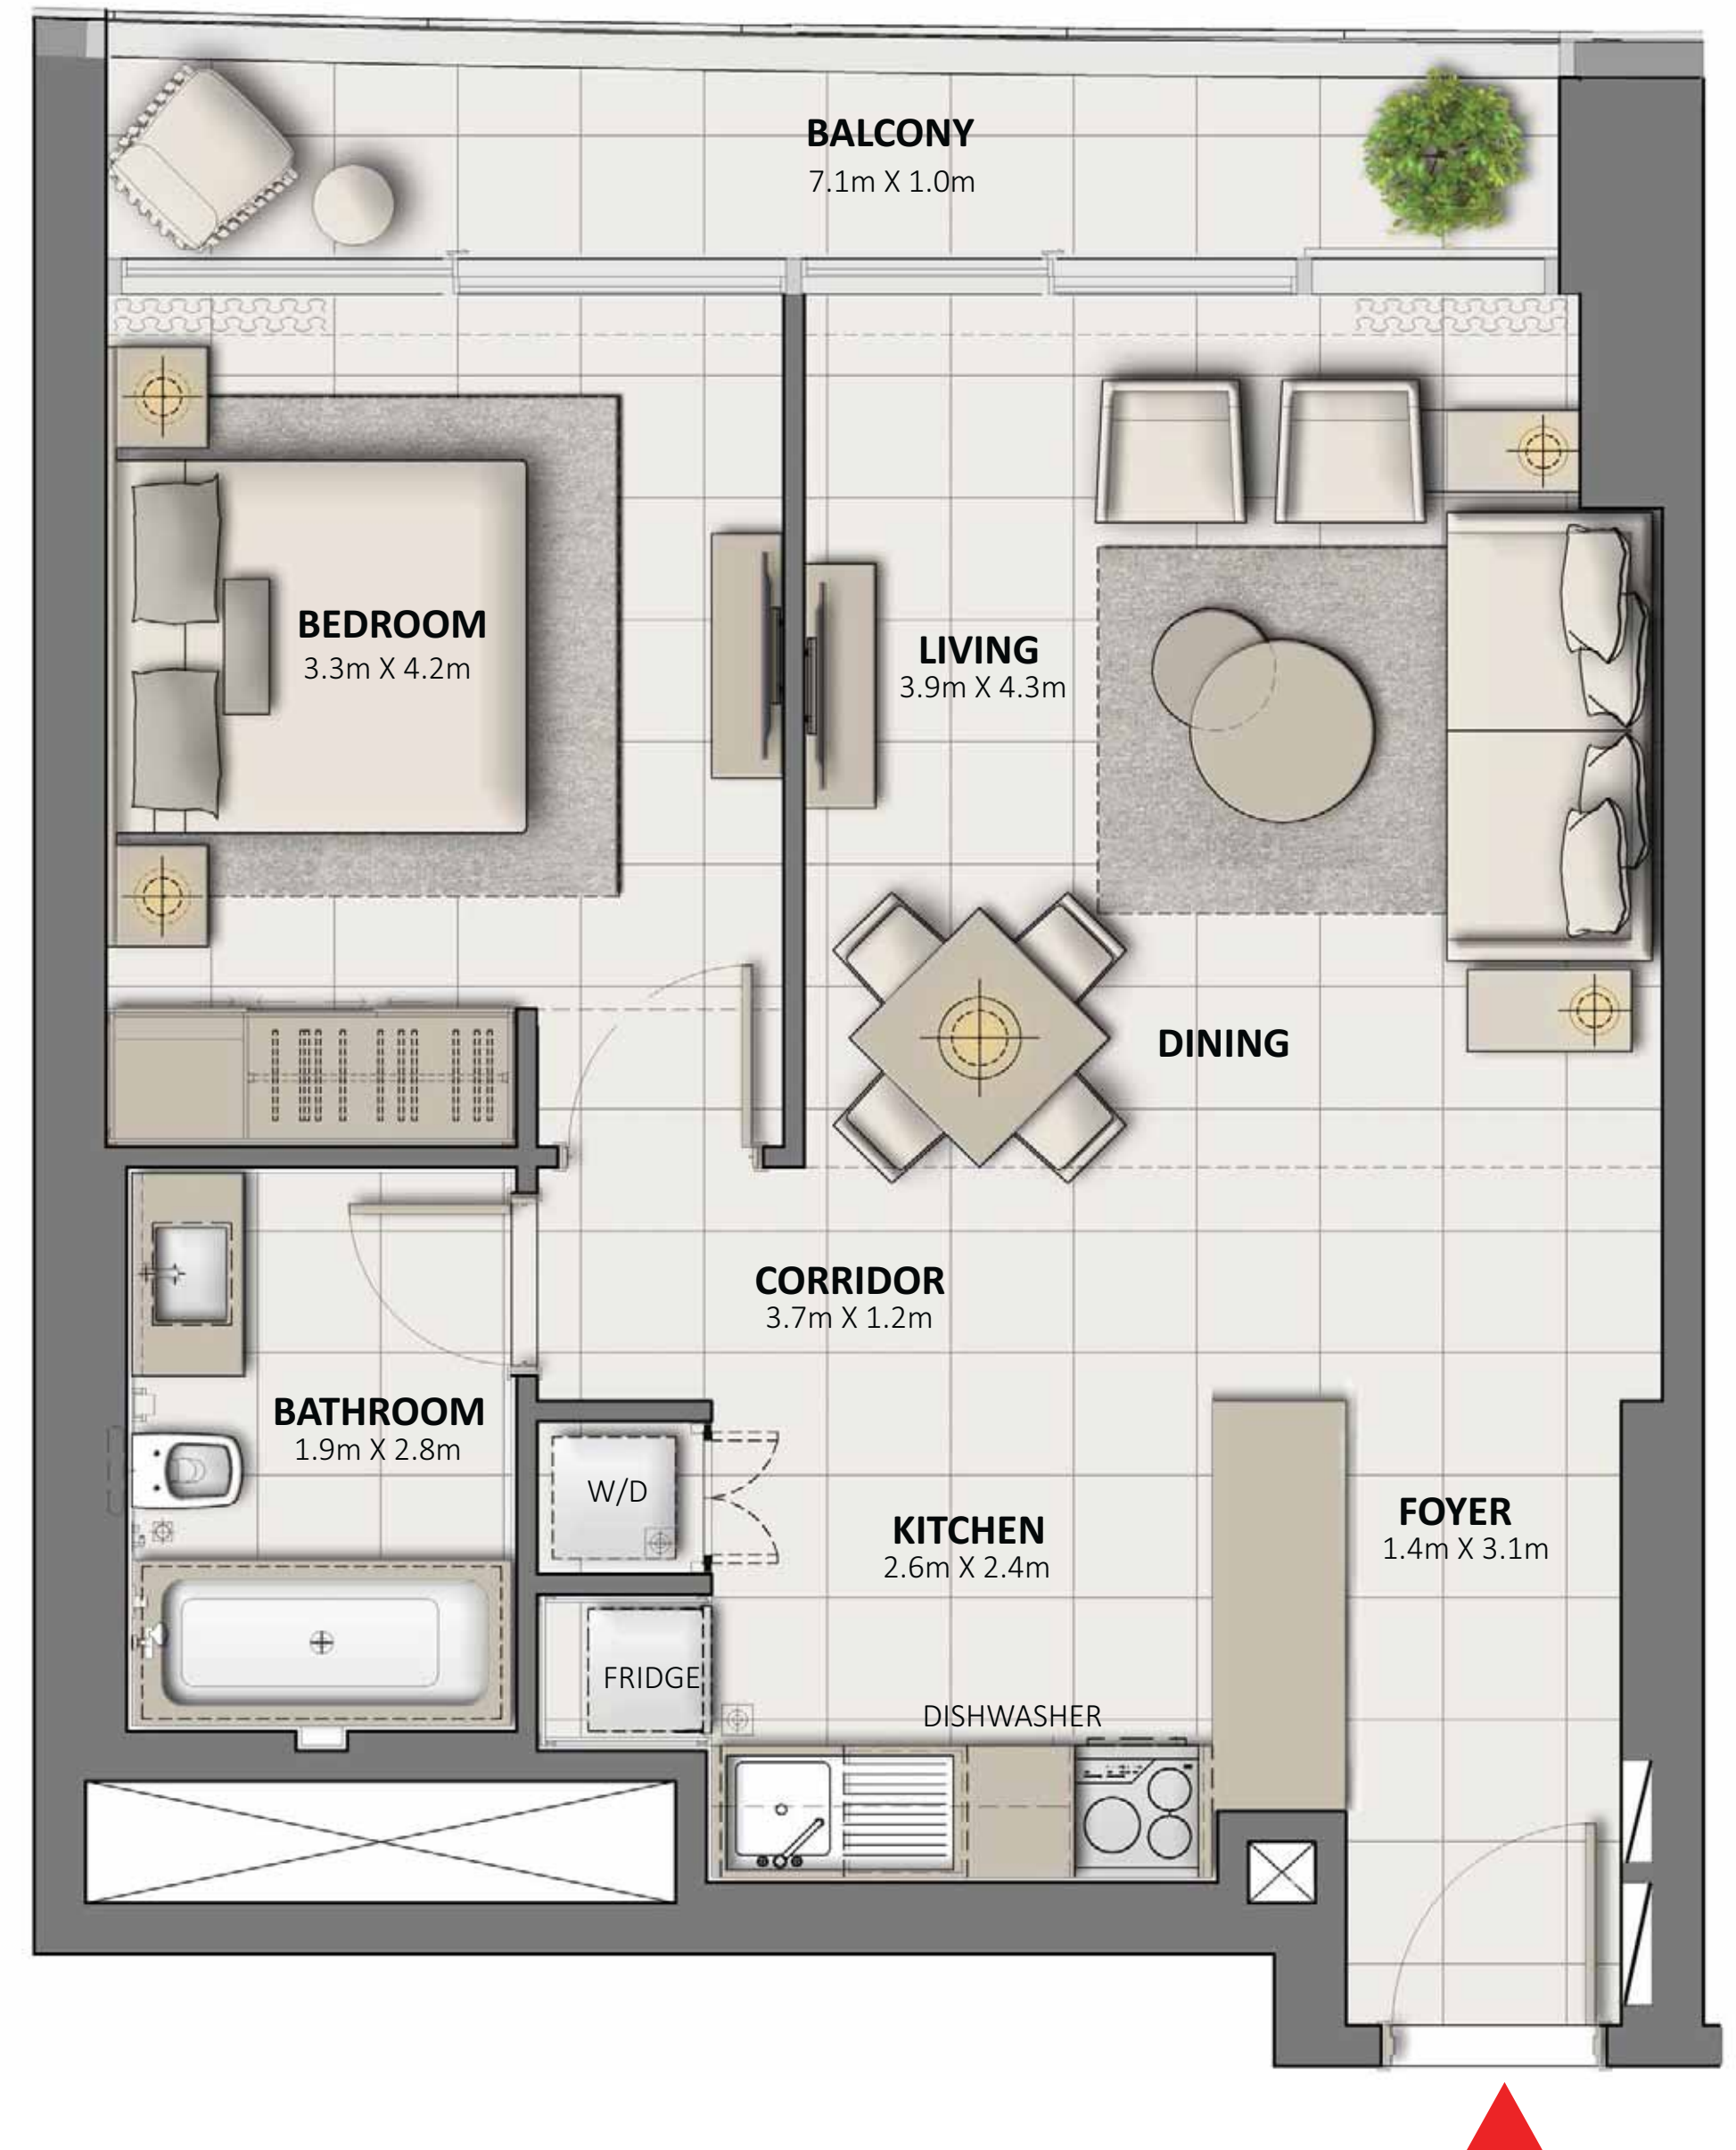 BALCONY
7.1m X 1.0m
BEDROOM
3.3m X 4.2m
LIVING
3.9m X 4.3m
DINING
CORRIDOR
3.7m X 1.2m
BATHROOM
1.9m X 2.8m
W/D
KITCHEN
2.6m X 2.4m
FOYER
1.4m X 3.1m
FRIDGE
DISHWASHER